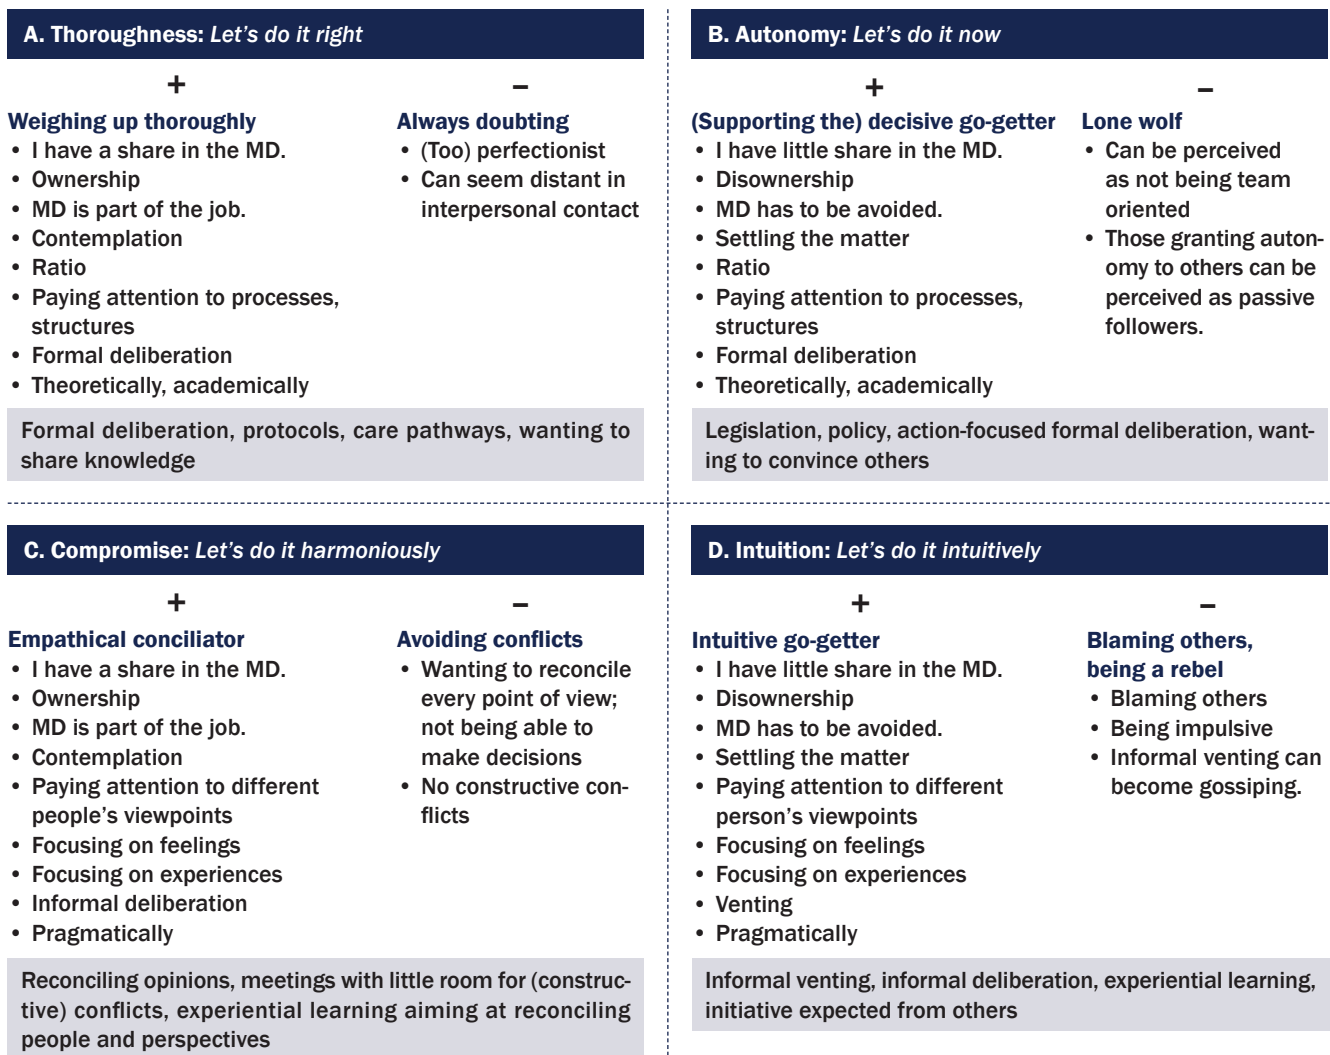 A. Thoroughness: Let's do it right
+
Weighing up thoroughly
• I have a share in the MD.
• Ownership
• MD is part of the job.
• Contemplation
• Ratio
• Paying attention to processes,
structures
• Formal deliberation
• Theoretically, academically
–
Always doubting
• (Too) perfectionist
• Can seem distant in
interpersonal contact
Formal deliberation, protocols, care pathways, wanting to
share knowledge
B. Autonomy: Let's do it now
+
(Supporting the) decisive go-getter
• I have little share in the MD.
• Disownership
• MD has to be avoided.
• Settling the matter
• Ratio
• Paying attention to processes,
structures
• Formal deliberation
• Theoretically, academically
–
Lone wolf
• Can be perceived
as not being team
oriented
• Those granting auton-
omy to others can be
perceived as passive
followers.
Legislation, policy, action-focused formal deliberation, want-
ing to convince others
C. Compromise: Let's do it harmoniously
+
Empathical conciliator
• I have a share in the MD.
• Ownership
• MD is part of the job.
• Contemplation
• Paying attention to different
people's viewpoints
• Focusing on feelings
• Focusing on experiences
• Informal deliberation
• Pragmatically
–
Avoiding conflicts
• Wanting to reconcile
every point of view;
not being able to
make decisions
• No constructive con-
flicts
Reconciling opinions, meetings with little room for (construc-
tive) conflicts, experiential learning aiming at reconciling
people and perspectives
D. Intuition: Let's do it intuitively
+
Intuitive go-getter
• I have little share in the MD.
• Disownership
• MD has to be avoided.
• Settling the matter
• Paying attention to different
person's viewpoints
• Focusing on feelings
• Focusing on experiences
• Venting
• Pragmatically
–
Blaming others,
being a rebel
• Blaming others
• Being impulsive
• Informal venting can
become gossiping.
Informal venting, informal deliberation, experiential learning,
initiative expected from others